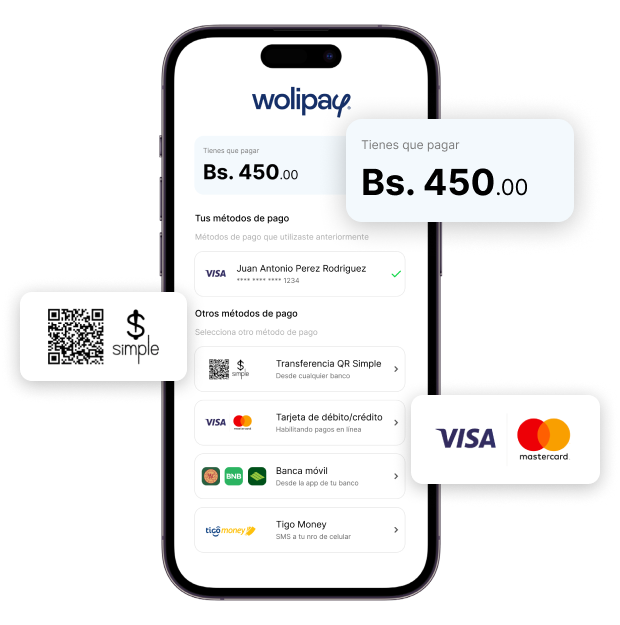 wolipay
Tienes que pagar
Bs. 450.00
Tienes que pagar
Bs. 450.00
Tus métodos de pago
Métodos de pago que utilizaste anteriormente
VISA
Juan Antonio Perez Rodriguez
**** **** **** 1234
Otros métodos de pago
Selecciona otro método de pago
simple
simple
Transferencia QR Simple
Desde cualquier banco
VISA
mastercard
Tarjeta de débito/crédito
Habilitando pagos en línea
VISA
mastercard
BNB
Banca móvil
Desde la app de tu banco
tigo money
Tigo Money
SMS a tu nro de celular